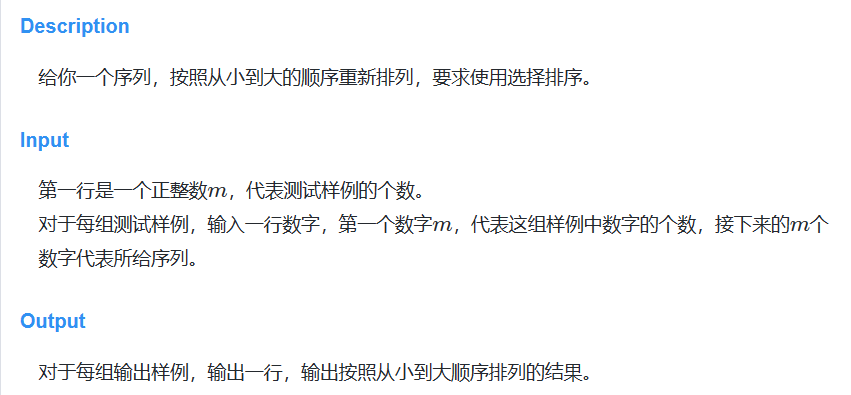 Description
给你一个序列，按照从小到大的顺序重新排列，要求使用选择排序。
Input
第一行是一个正整数m，代表测试样例的个数。
对于每组测试样例，输入一行数字，第一个数字m，代表这组样例中数字的个数，接下来的m个
数字代表所给序列。
Output
对于每组输出样例，输出一行，输出按照从小到大顺序排列的结果。